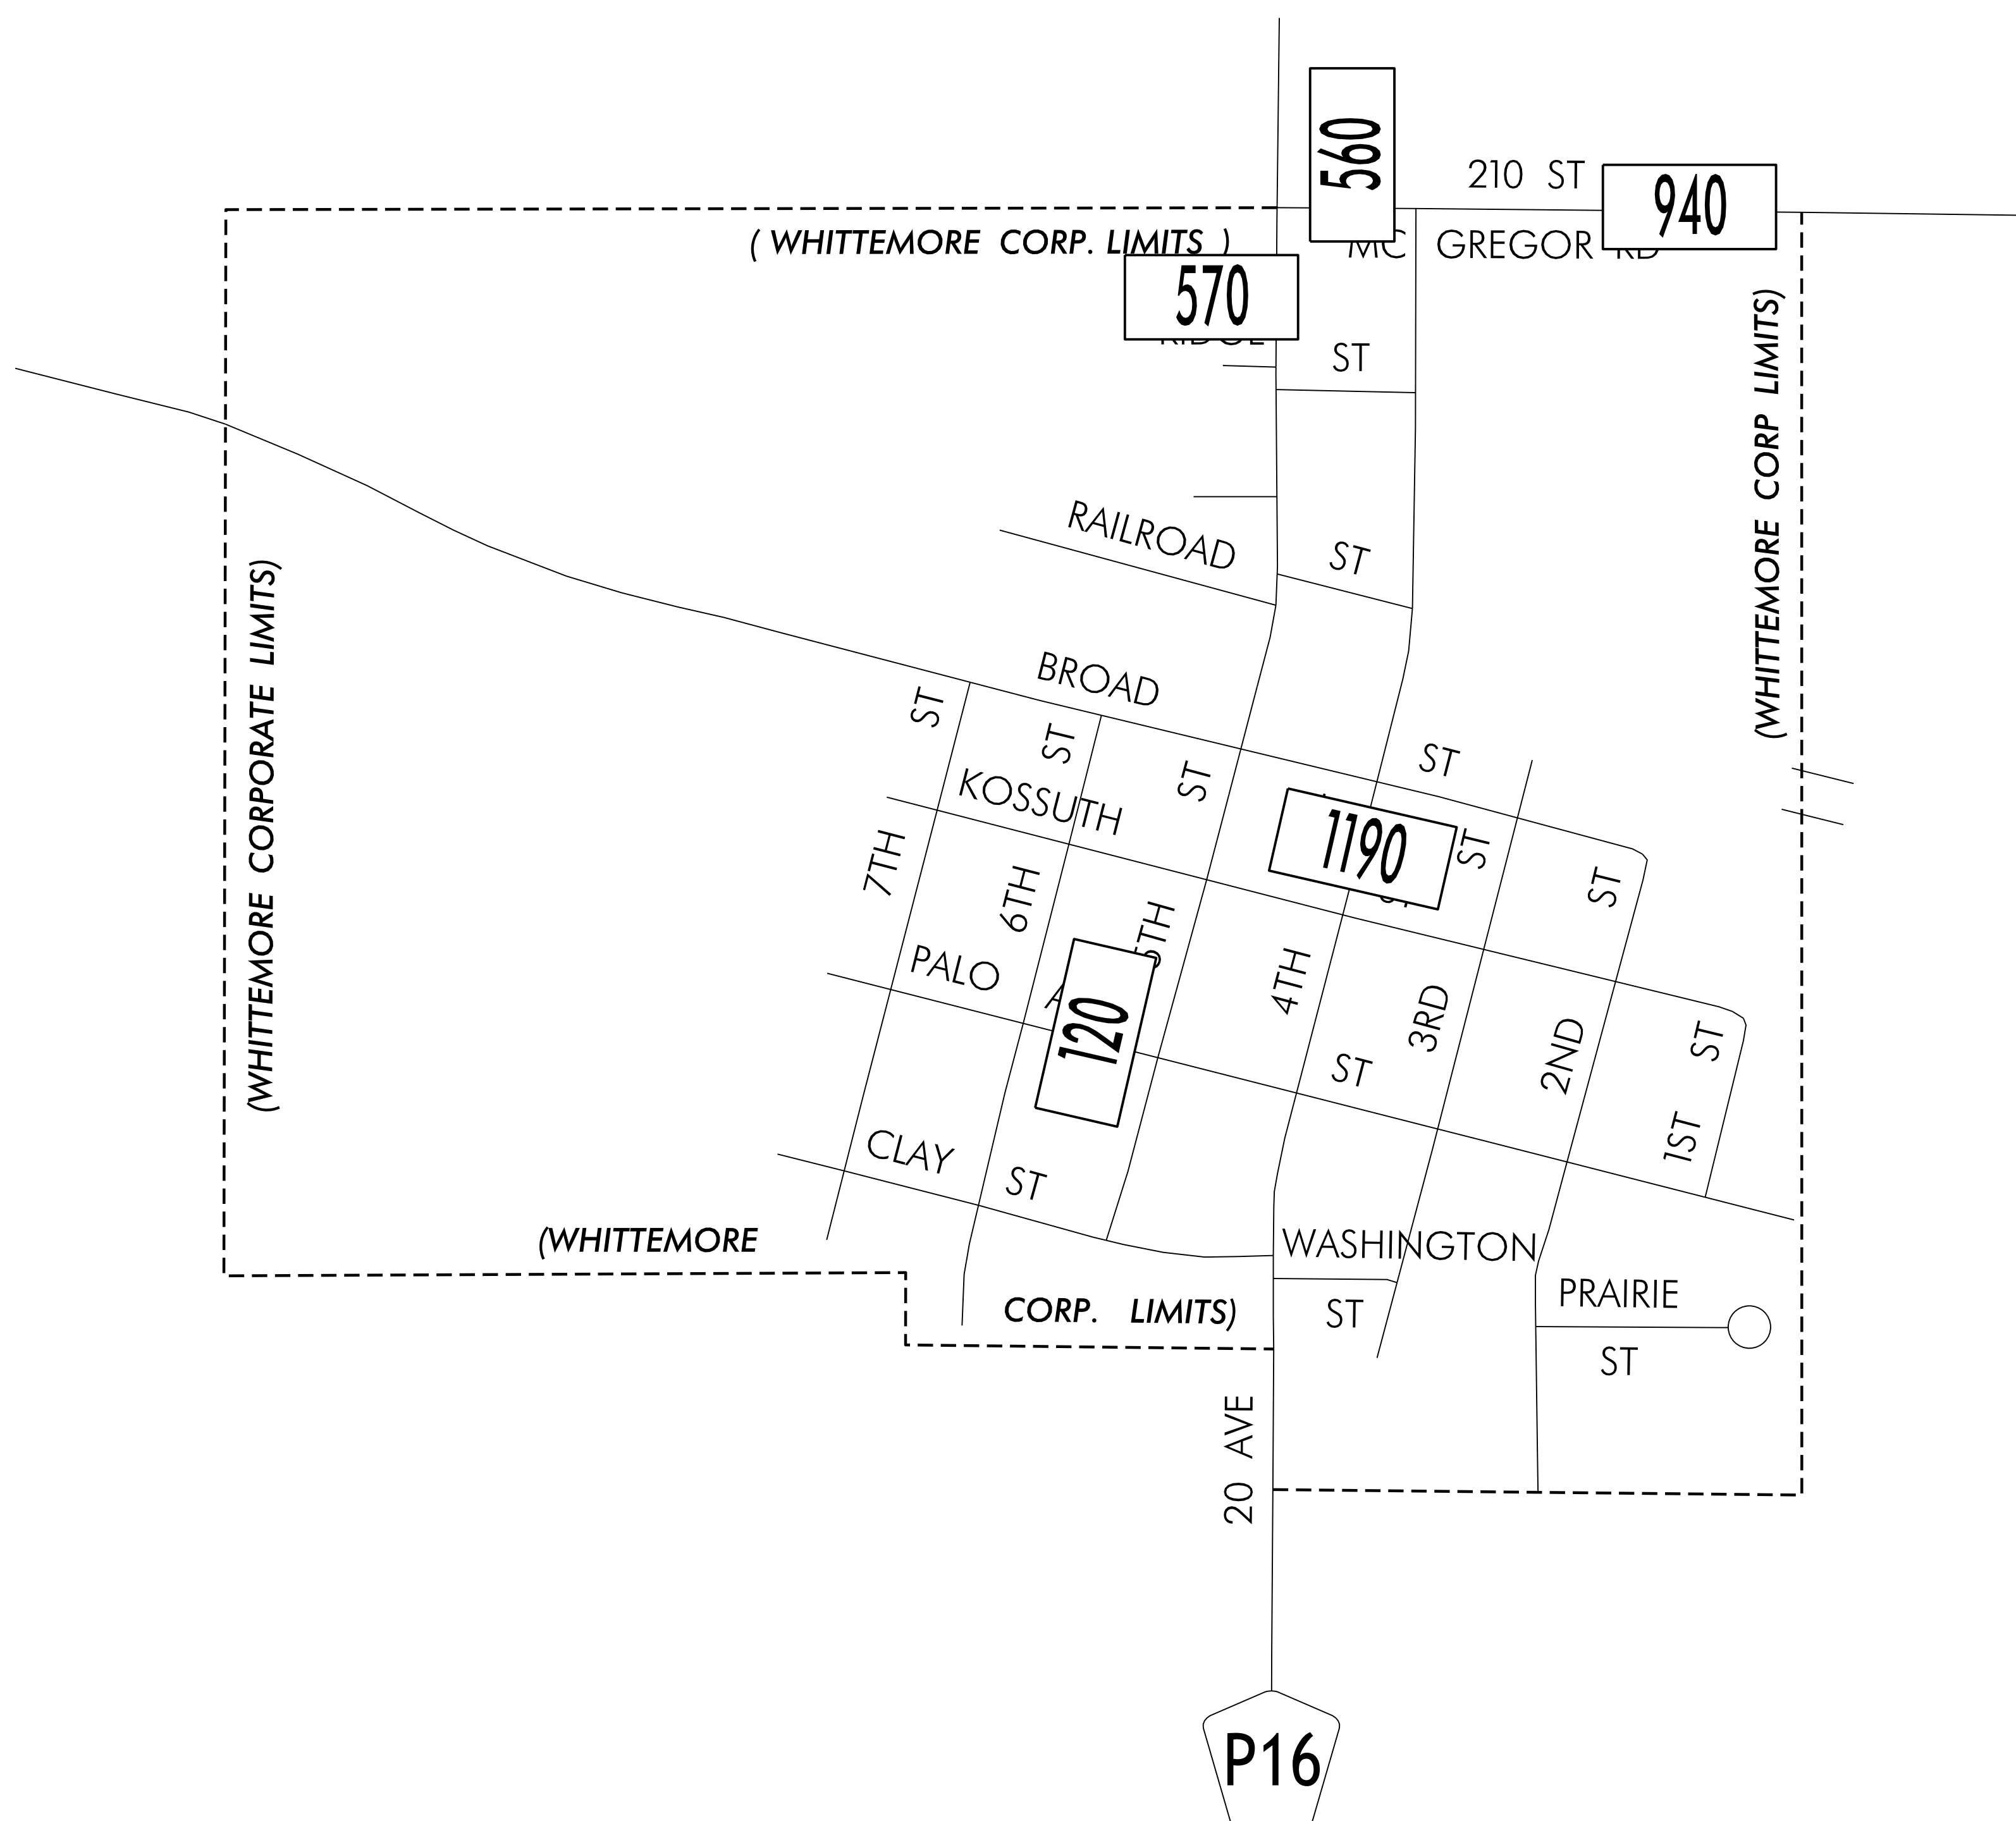 560
210 ST
940
( WHITTEMORE CORP. LIMITS )
MC GREGOR RD
570
ST
(WHITTEMORE CORP LIMITS)
RAILROAD ST
(WHITTEMORE CORPORATE LIMITS)
BROAD ST
ST
ST
ST
KOSSUTH
1190
ST
ST
7TH
6TH
5TH
4TH
3RD
2ND
ST
1ST
PALO
120
ST
CLAY ST
(WHITTEMORE
CORP. LIMITS)
WASHINGTON
ST
PRAIRIE
ST
20 AVE
P16